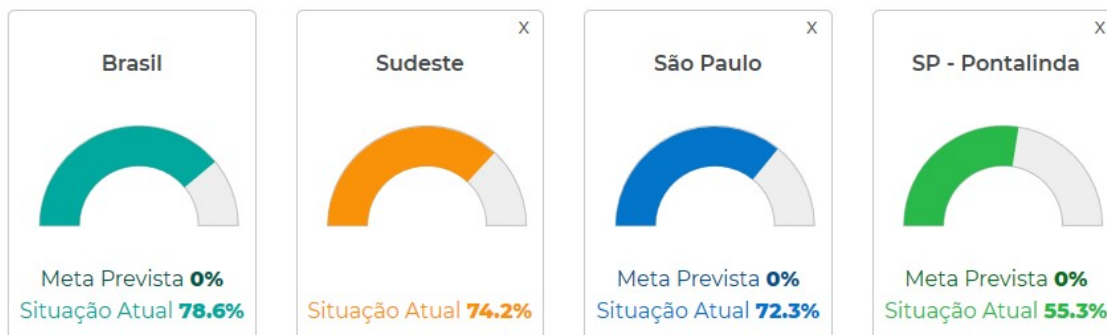 Brasil
Meta Prevista 0%
Situação Atual 78.6%
X
Sudeste
Situação Atual 74.2%
X
São Paulo
Meta Prevista 0%
Situação Atual 72.3%
X
SP - Pontalinda
Meta Prevista 0%
Situação Atual 55.3%